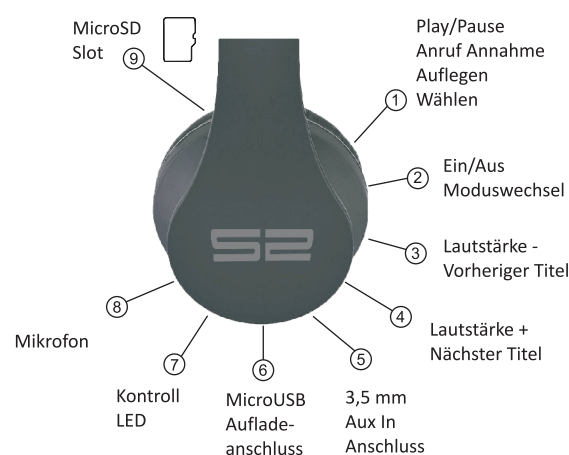 MicroSD
Slot
9
Play/Pause
Anruf Annahme
Auflegen
Wählen
1
Ein/Aus
Moduswechsel
2
Lautstärke -
Vorheriger Titel
3
Lautstärke +
Nächster Titel
4
3,5 mm
Aux In
Anschluss
5
MicroUSB
Auflade-
anschluss
6
Kontroll
LED
7
Mikrofon
8
S2